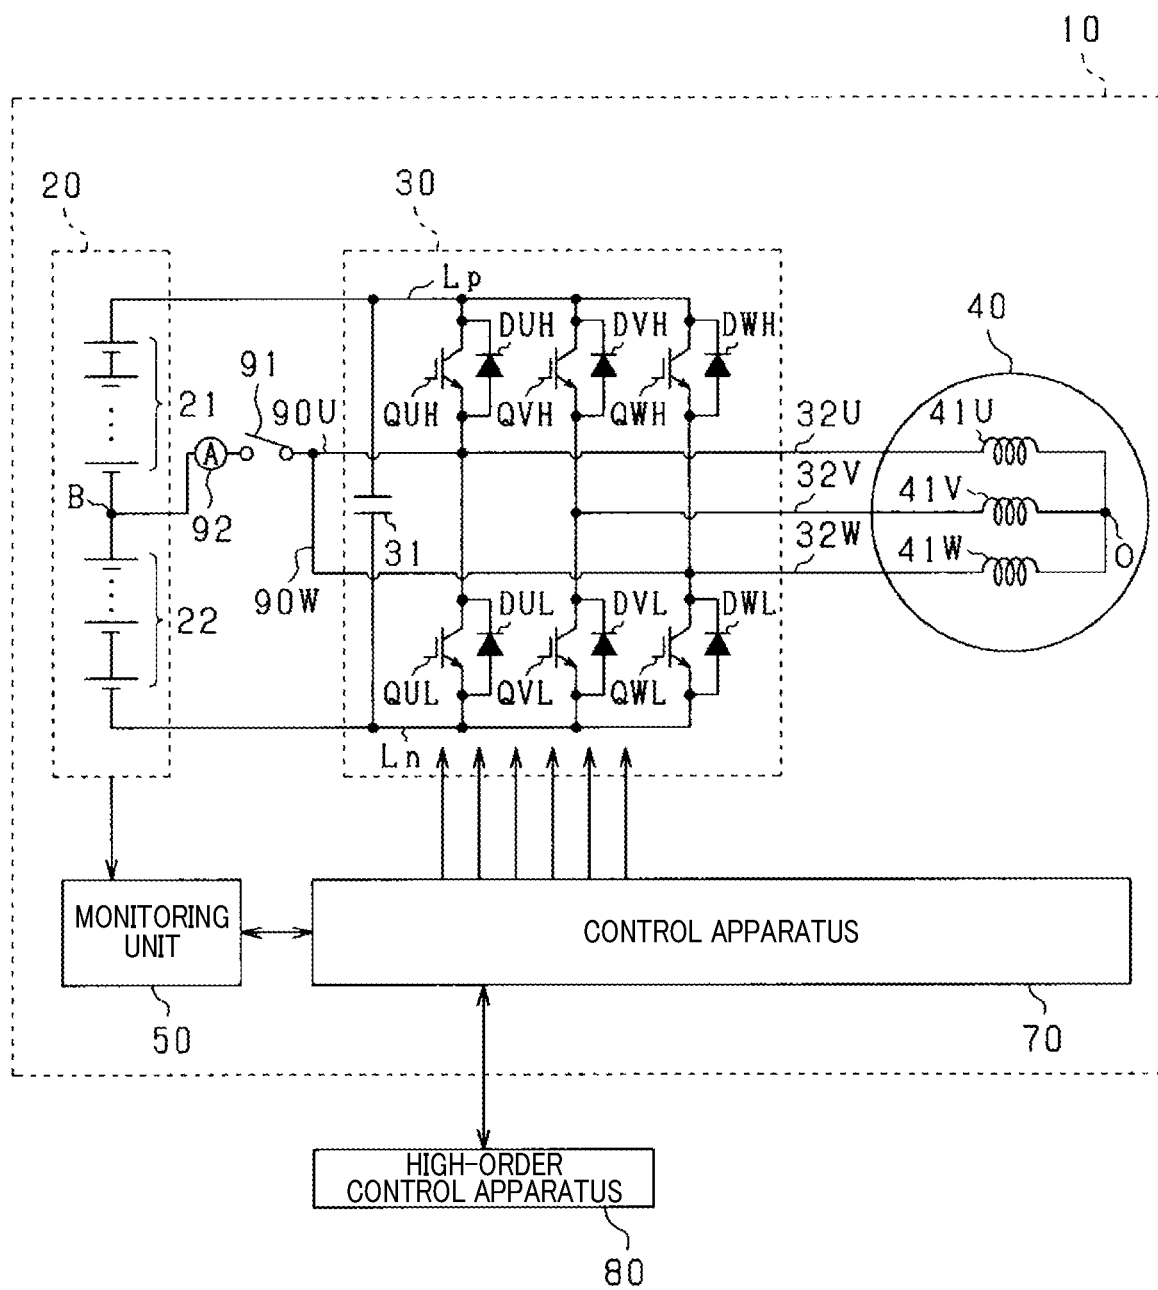 10
20
30
Lp
40
DUH
DVH
DWH
91
21
90U
QUH
QVH
QWH
32U
41U
A
B
92
32V
41V
31
32W
41W
O
90W
22
DUL
DVL
DWL
QUL
QVL
QWL
Ln
MONITORING
UNIT
CONTROL APPARATUS
50
70
HIGH-ORDER
CONTROL APPARATUS
80